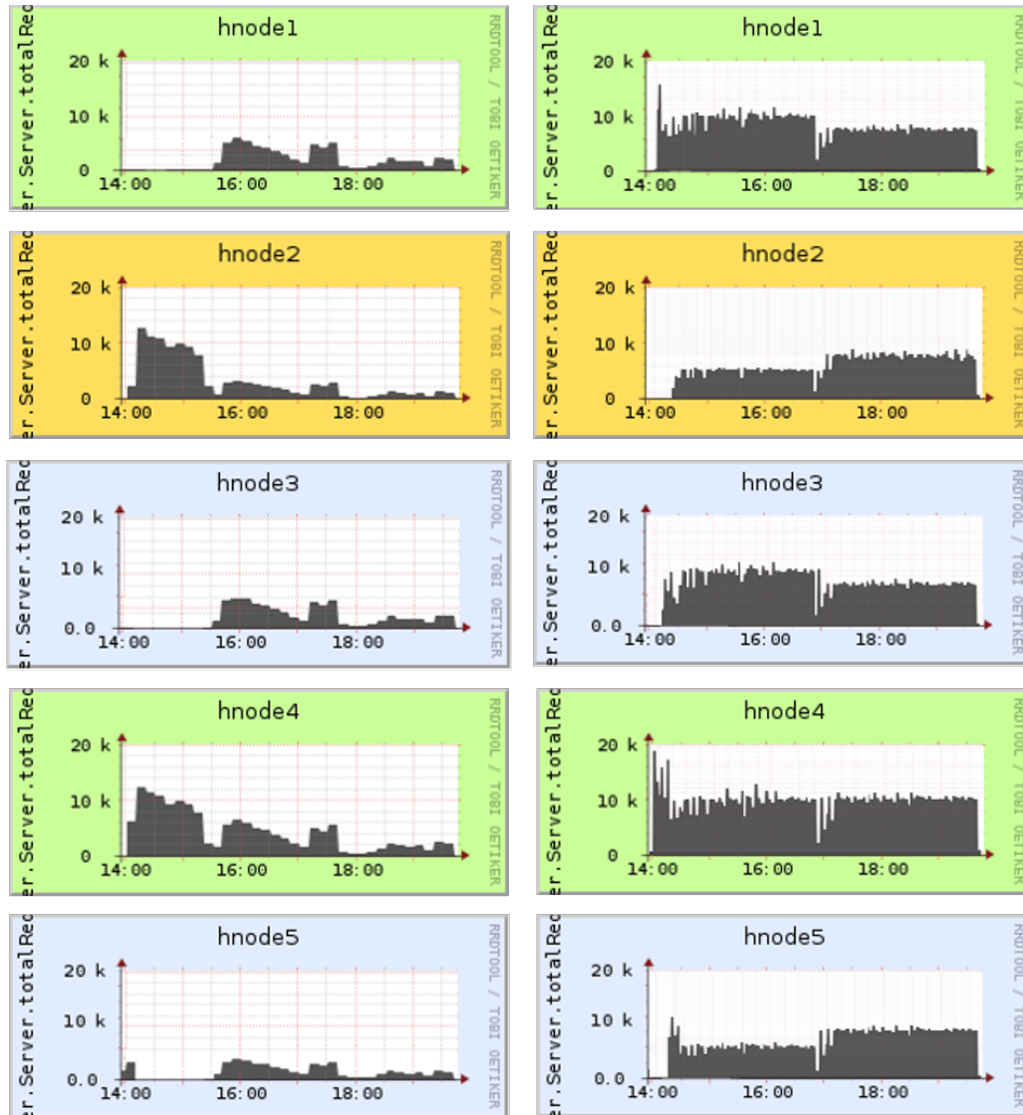 hnode1
er.Server.totalRec
20 k
10 k
0
14:00 16:00 18:00
RRDTOOL / TOBI OETIKER
hnode1
er.Server.totalRec
20 k
10 k
0
14:00 16:00 18:00
RRDTOOL / TOBI OETIKER
hnode2
er.Server.totalRec
20 k
10 k
0
14:00 16:00 18:00
RRDTOOL / TOBI OETIKER
hnode2
er.Server.totalRec
20 k
10 k
0
14:00 16:00 18:00
RRDTOOL / TOBI OETIKER
hnode3
er.Server.totalRec
20 k
10 k
0.0
14:00 16:00 18:00
RRDTOOL / TOBI OETIKER
hnode3
er.Server.totalRec
20 k
10 k
0.0
14:00 16:00 18:00
RRDTOOL / TOBI OETIKER
hnode4
er.Server.totalRec
20 k
10 k
0
14:00 16:00 18:00
RRDTOOL / TOBI OETIKER
hnode4
er.Server.totalRec
20 k
10 k
0
14:00 16:00 18:00
RRDTOOL / TOBI OETIKER
hnode5
er.Server.totalRec
20 k
10 k
0.0
14:00 16:00 18:00
RRDTOOL / TOBI OETIKER
hnode5
er.Server.totalRec
20 k
10 k
0.0
14:00 16:00 18:00
RRDTOOL / TOBI OETIKER